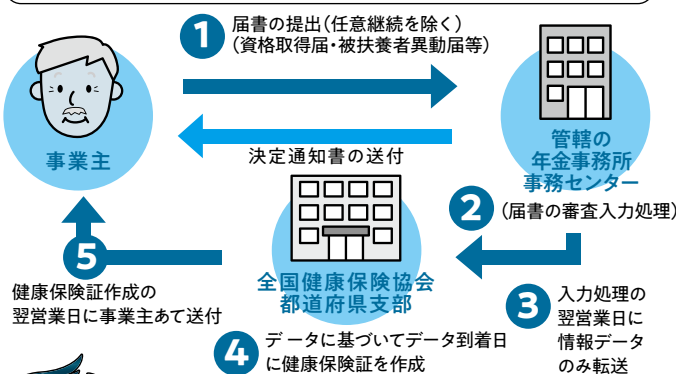 1 届書の提出(任意継続を除く)
(資格取得届・被扶養者異動届等)
事業主
決定通知書の送付
管轄の
年金事務所
事務センター
2 (届書の審査入力処理)
3 入力処理の
翌営業日に
情報データ
のみ転送
全国健康保険協会
都道府県支部
4 データに基づいてデータ到着日
に健康保険証を作成
5
健康保険証作成の
翌営業日に事業主あて送付